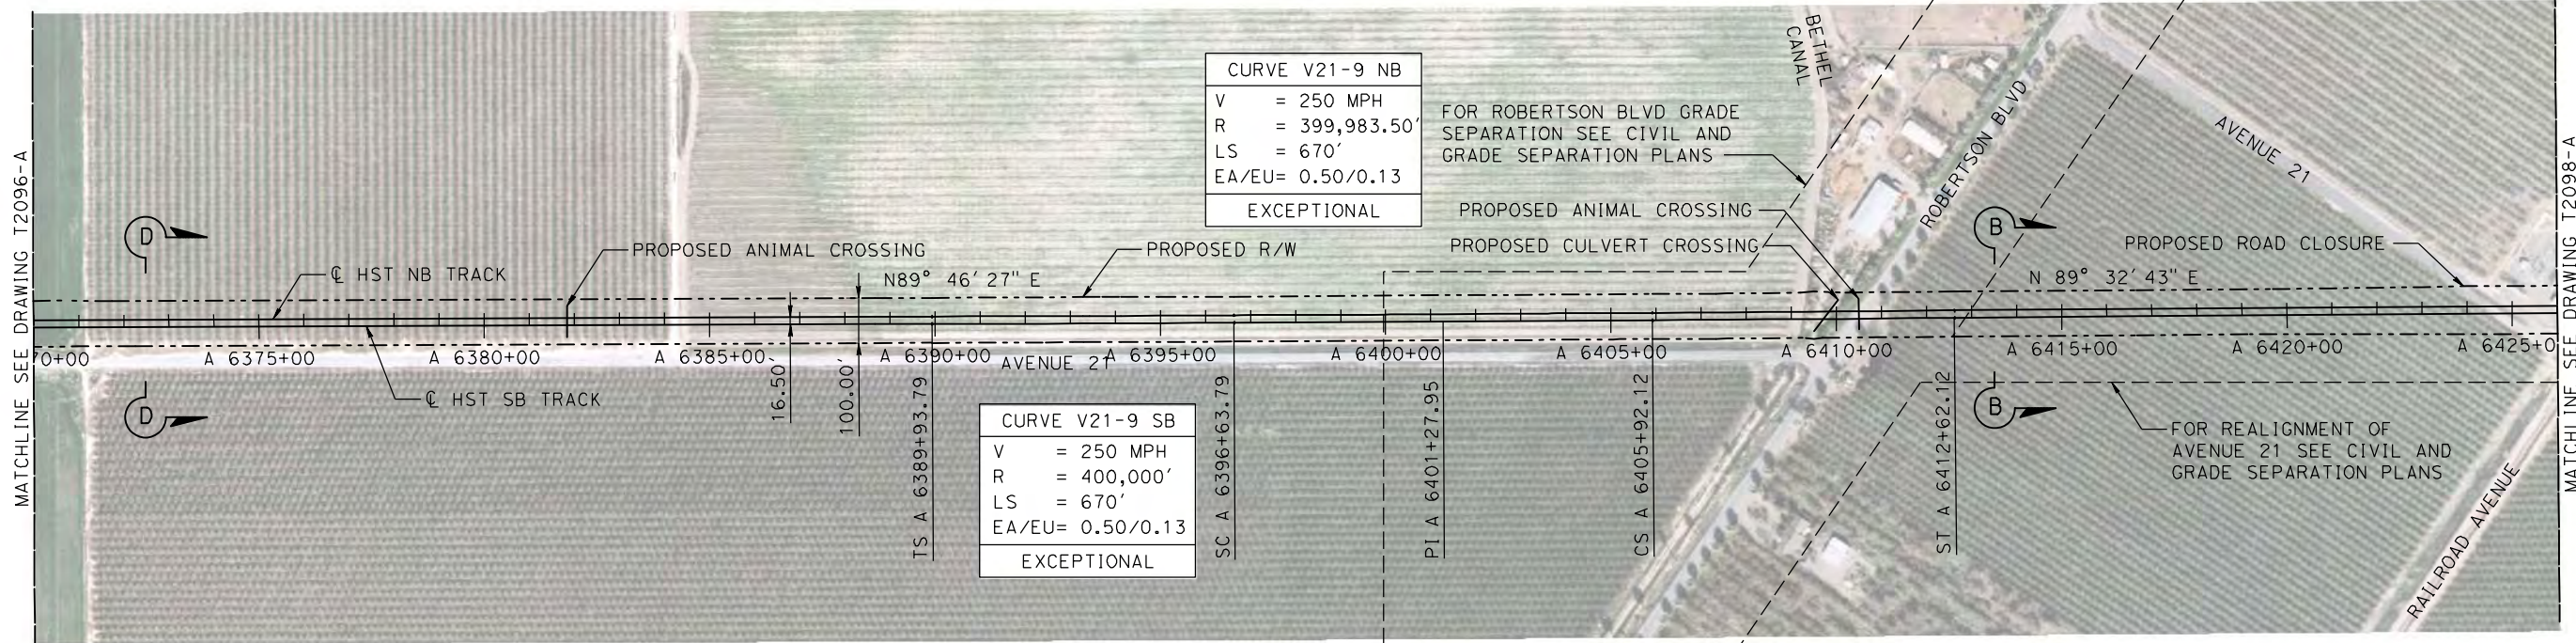 MATCHLINE SEE DRAWING T2096-A
MATCHLINE SEE DRAWING T2098-A
BETHEL
CANAL
CURVE V21-9 NB
V = 250 MPH
R = 399,983.50'
LS = 670'
EA/EU= 0.50/0.13
EXCEPTIONAL
FOR ROBERTSON BLVD GRADE
SEPARATION SEE CIVIL AND
GRADE SEPARATION PLANS
ROBERTSON BLVD
AVENUE 21
D
B
PROPOSED ANIMAL CROSSING
PROPOSED CULVERT CROSSING
PROPOSED ANIMAL CROSSING
PROPOSED R/W
PROPOSED ROAD CLOSURE
℄ HST NB TRACK
N89° 46' 27" E
N 89° 32' 43" E
70+00
A 6375+00
A 6380+00
A 6385+00
A 6390+00
A 6395+00
A 6400+00
A 6405+00
A 6410+00
A 6415+00
A 6420+00
A 6425+0
AVENUE 21
℄ HST SB TRACK
D
B
16.50'
100.00'
TS A 6389+93.79
SC A 6396+63.79
PI A 6401+27.95
CS A 6405+92.12
ST A 6412+62.12
CURVE V21-9 SB
V = 250 MPH
R = 400,000'
LS = 670'
EA/EU= 0.50/0.13
EXCEPTIONAL
FOR REALIGNMENT OF
AVENUE 21 SEE CIVIL AND
GRADE SEPARATION PLANS
RAILROAD AVENUE